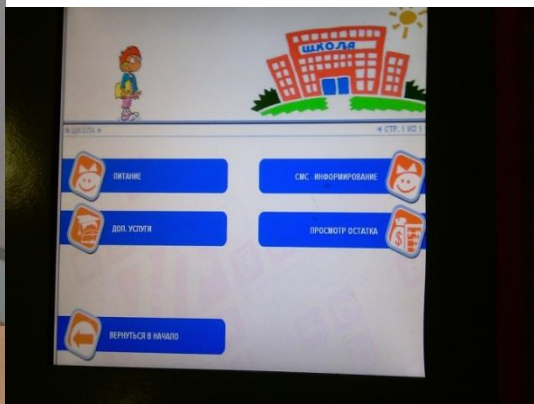 ШКОЛА
◄ ШКОЛА ►
◄ СТР. 1 ИЗ 1
ПИТАНИЕ
СМС - ИНФОРМИРОВАНИЕ
ДОП. УСЛУГИ
ПРОСМОТР ОСТАТКА
ВЕРНУТЬСЯ В НАЧАЛО